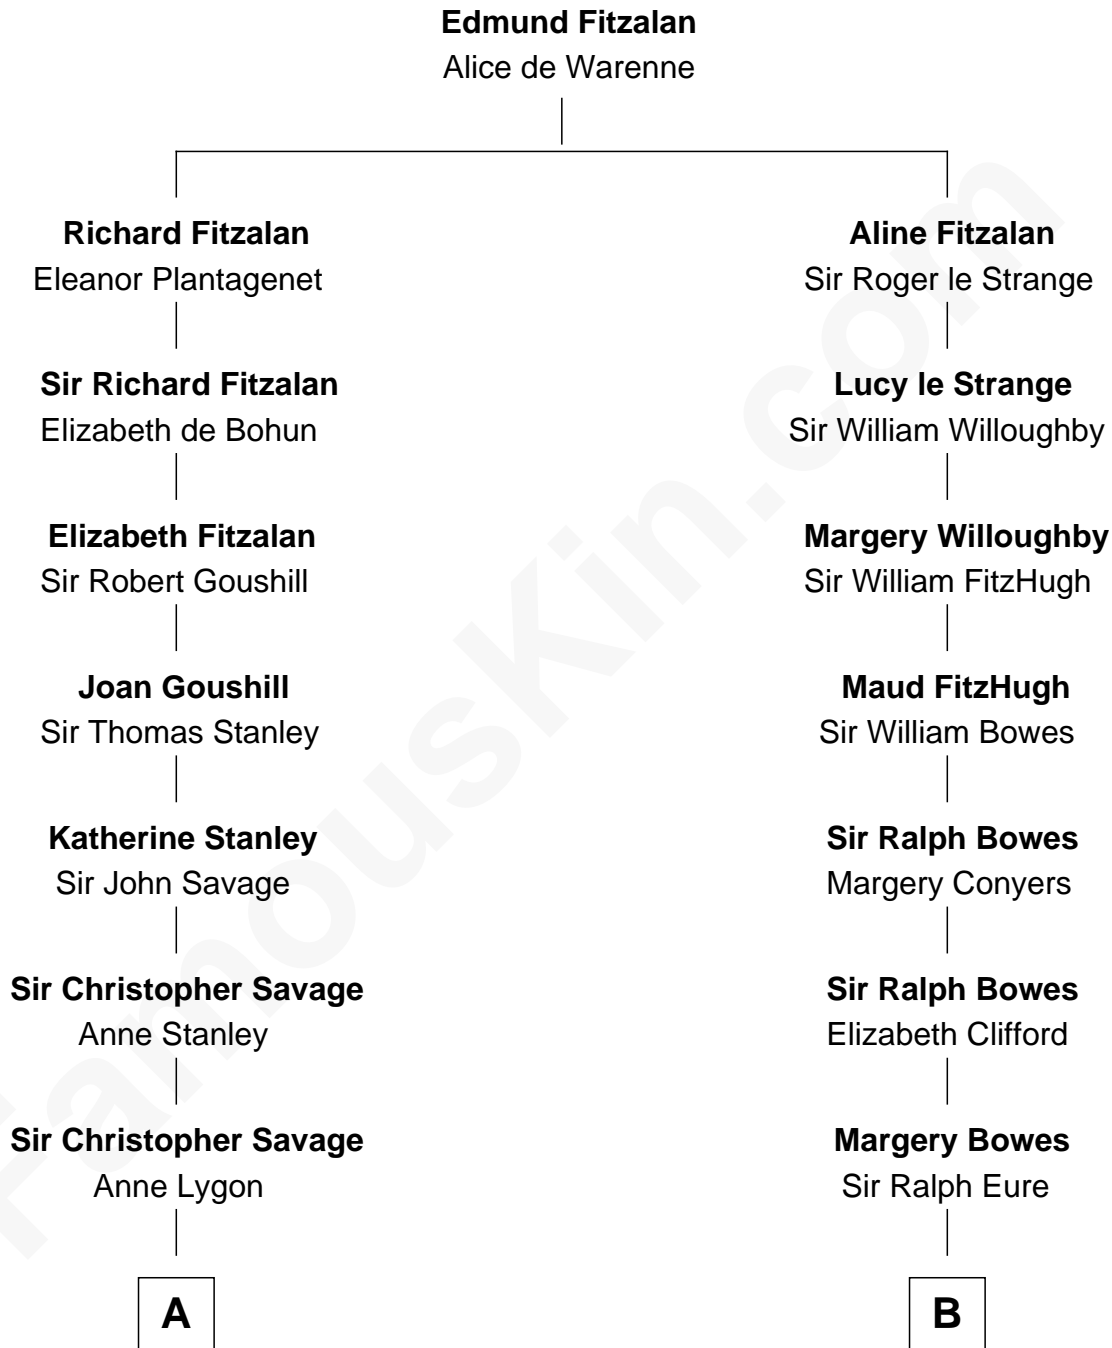 Edmund Fitzalan
Alice de Warenne
Richard Fitzalan
Eleanor Plantagenet
Aline Fitzalan
Sir Roger le Strange
Sir Richard Fitzalan
Elizabeth de Bohun
Lucy le Strange
Sir William Willoughby
Elizabeth Fitzalan
Sir Robert Goushill
Margery Willoughby
Sir William FitzHugh
Joan Goushill
Sir Thomas Stanley
Maud FitzHugh
Sir William Bowes
Katherine Stanley
Sir John Savage
Sir Ralph Bowes
Margery Conyers
Sir Christopher Savage
Anne Stanley
Sir Ralph Bowes
Elizabeth Clifford
Sir Christopher Savage
Anne Lygon
Margery Bowes
Sir Ralph Eure
A
B
FamousKin.com